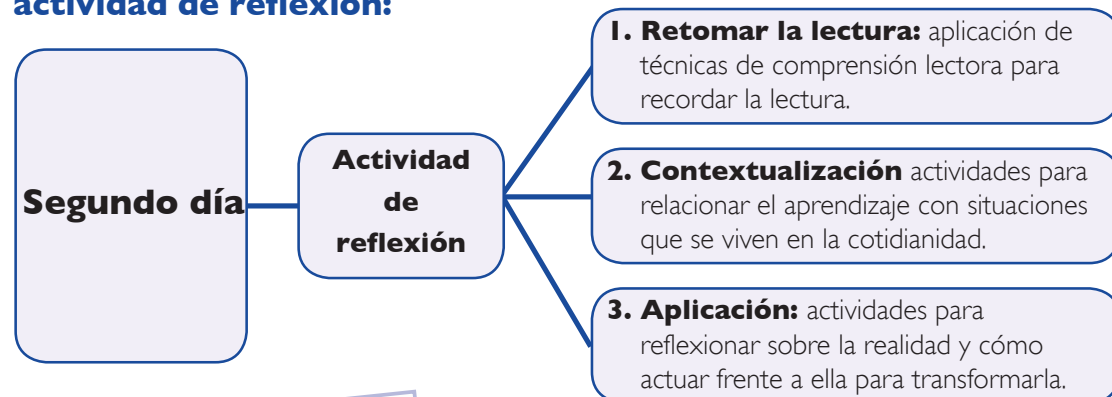 actividad de reflexión:
Segundo día
Actividad
de
reflexión
1. Retomar la lectura: aplicación de
técnicas de comprensión lectora para
recordar la lectura.
2. Contextualización actividades para
relacionar el aprendizaje con situaciones
que se viven en la cotidianidad.
3. Aplicación: actividades para
reflexionar sobre la realidad y cómo
actuar frente a ella para transformarla.